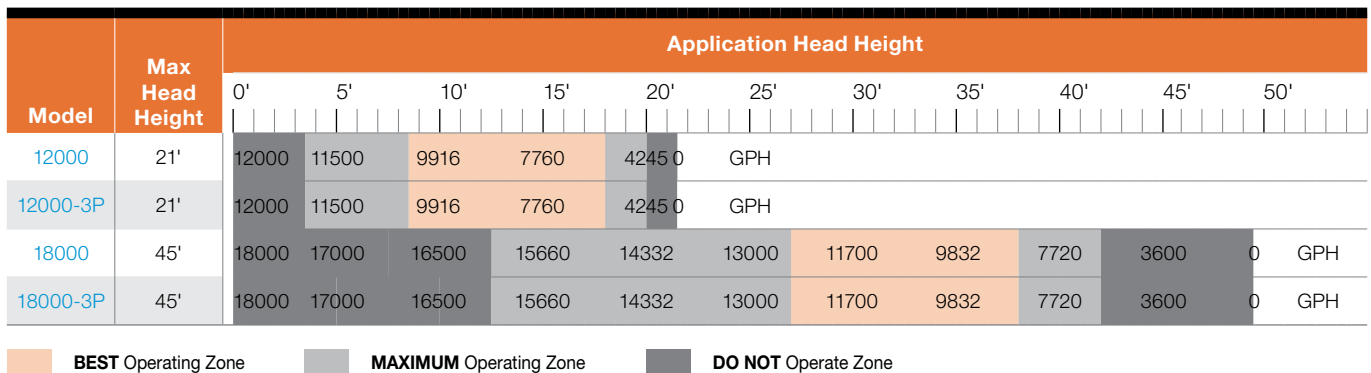 Application Head Height
Model Max Head Height 0' 5' 10' 15' 20' 25' 30' 35' 40' 45' 50'
12000 21' 12000 11500 9916 7760 4245 0 GPH
12000-3P 21' 12000 11500 9916 7760 4245 0 GPH
18000 45' 18000 17000 16500 15660 14332 13000 11700 9832 7720 3600 0 GPH
18000-3P 45' 18000 17000 16500 15660 14332 13000 11700 9832 7720 3600 0 GPH
BEST Operating Zone MAXIMUM Operating Zone DO NOT Operate Zone